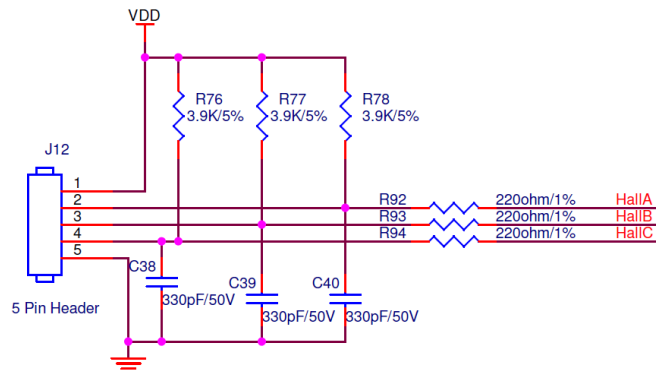 VDD
R76
3.9K/5%
R77
3.9K/5%
R78
3.9K/5%
J12
1
2
3
4
5
R92
220ohm/1%
HallA
R93
220ohm/1%
HallB
R94
220ohm/1%
HallC
C38
330pF/50V
C39
330pF/50V
C40
330pF/50V
5 Pin Header